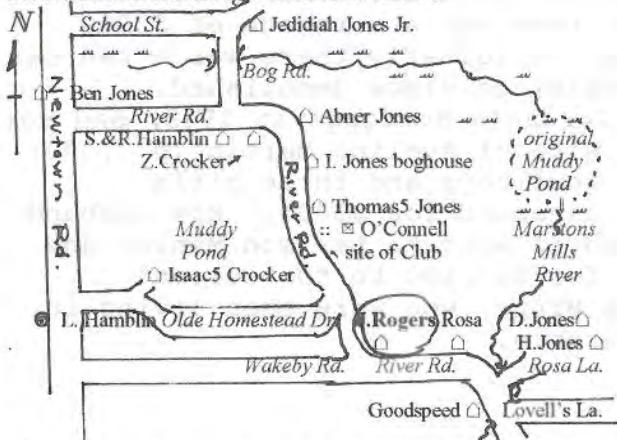 N
School St.
Jedidiah Jones Jr.
Bog Rd.
Newtown Rd.
Ben Jones
River Rd.
Abner Jones
S.&R.Hamblin
Z.Crocker
I. Jones boghouse
original
Muddy
Pond
River Rd.
Thomas5 Jones
Muddy
Pond
:: O'Connell
site of Club
Marstons
Mills
River
Isaac5 Crocker
L. Hamblin
Olde Homestead Dr.
Rogers
Rosa
D.Jones
H.Jones
Wakeby Rd.
River Rd.
Rosa La.
Goodspeed
Lovell's La.